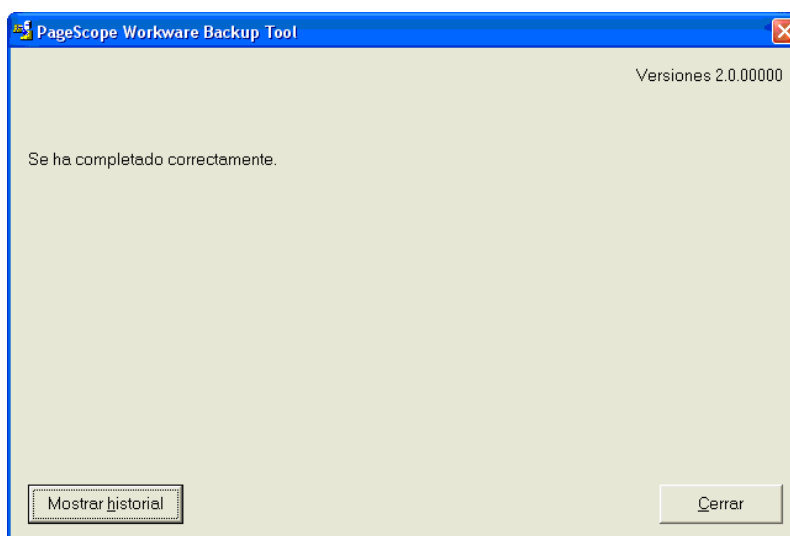 PageScope Workware Backup Tool
Versiones 2.0.00000
Se ha completado correctamente.
Mostrar historial
Cerrar